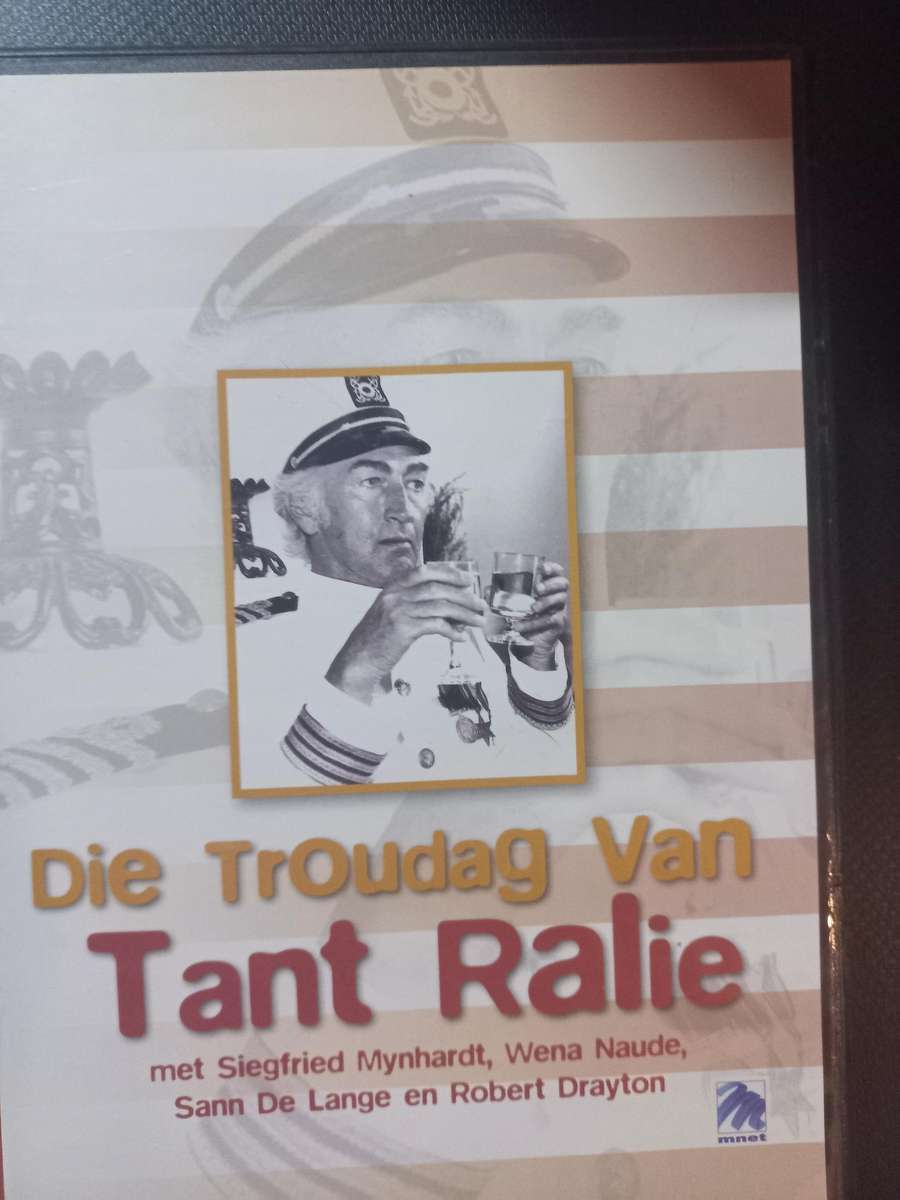 Die Troudag Van
Tant Ralie
met Siegfried Mynhardt, Wena Naude,
Sann De Lange en Robert Drayton
mnet